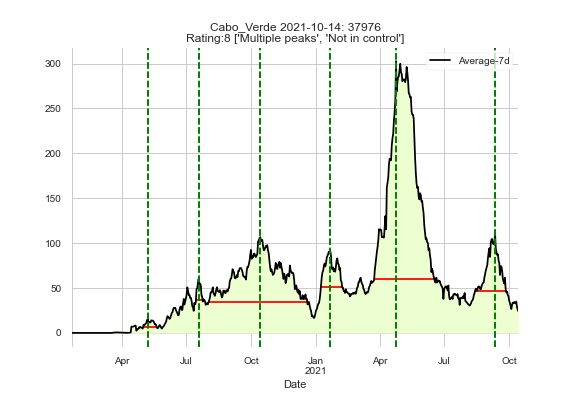 Cabo_Verde 2021-10-14: 37976
Rating:8 ['Multiple peaks', 'Not in control']
Average-7d
300
250
200
150
100
50
0
Apr
Jul
Oct
Jan
2021
Apr
Jul
Oct
Date